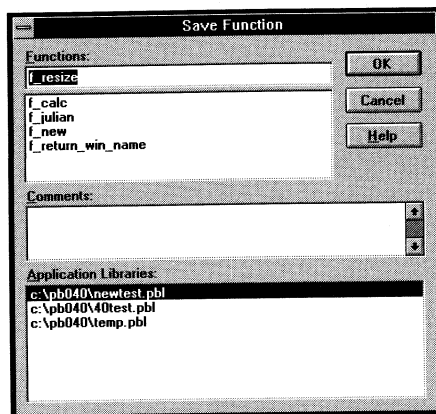 Save Function
Functions:
f_resize
OK
f_calc
f_julian
f_new
f_return_win_name
Cancel
Help
Comments:
Application Libraries:
c:\pb040\newtest.pbl
c:\pb040\40test.pbl
c:\pb040\temp.pbl